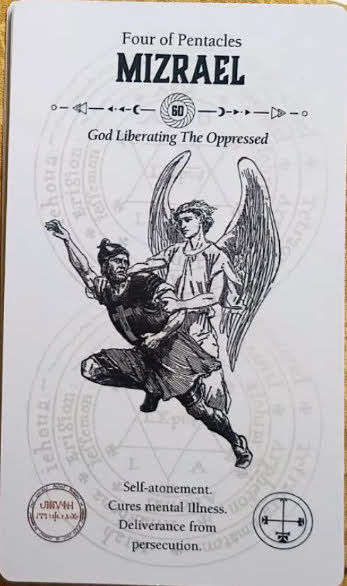 Four of Pentacles
MIZRAEL
60
God Liberating The Oppressed
Self-atonement.
Cures mental Illness.
Deliverance from
persecution.